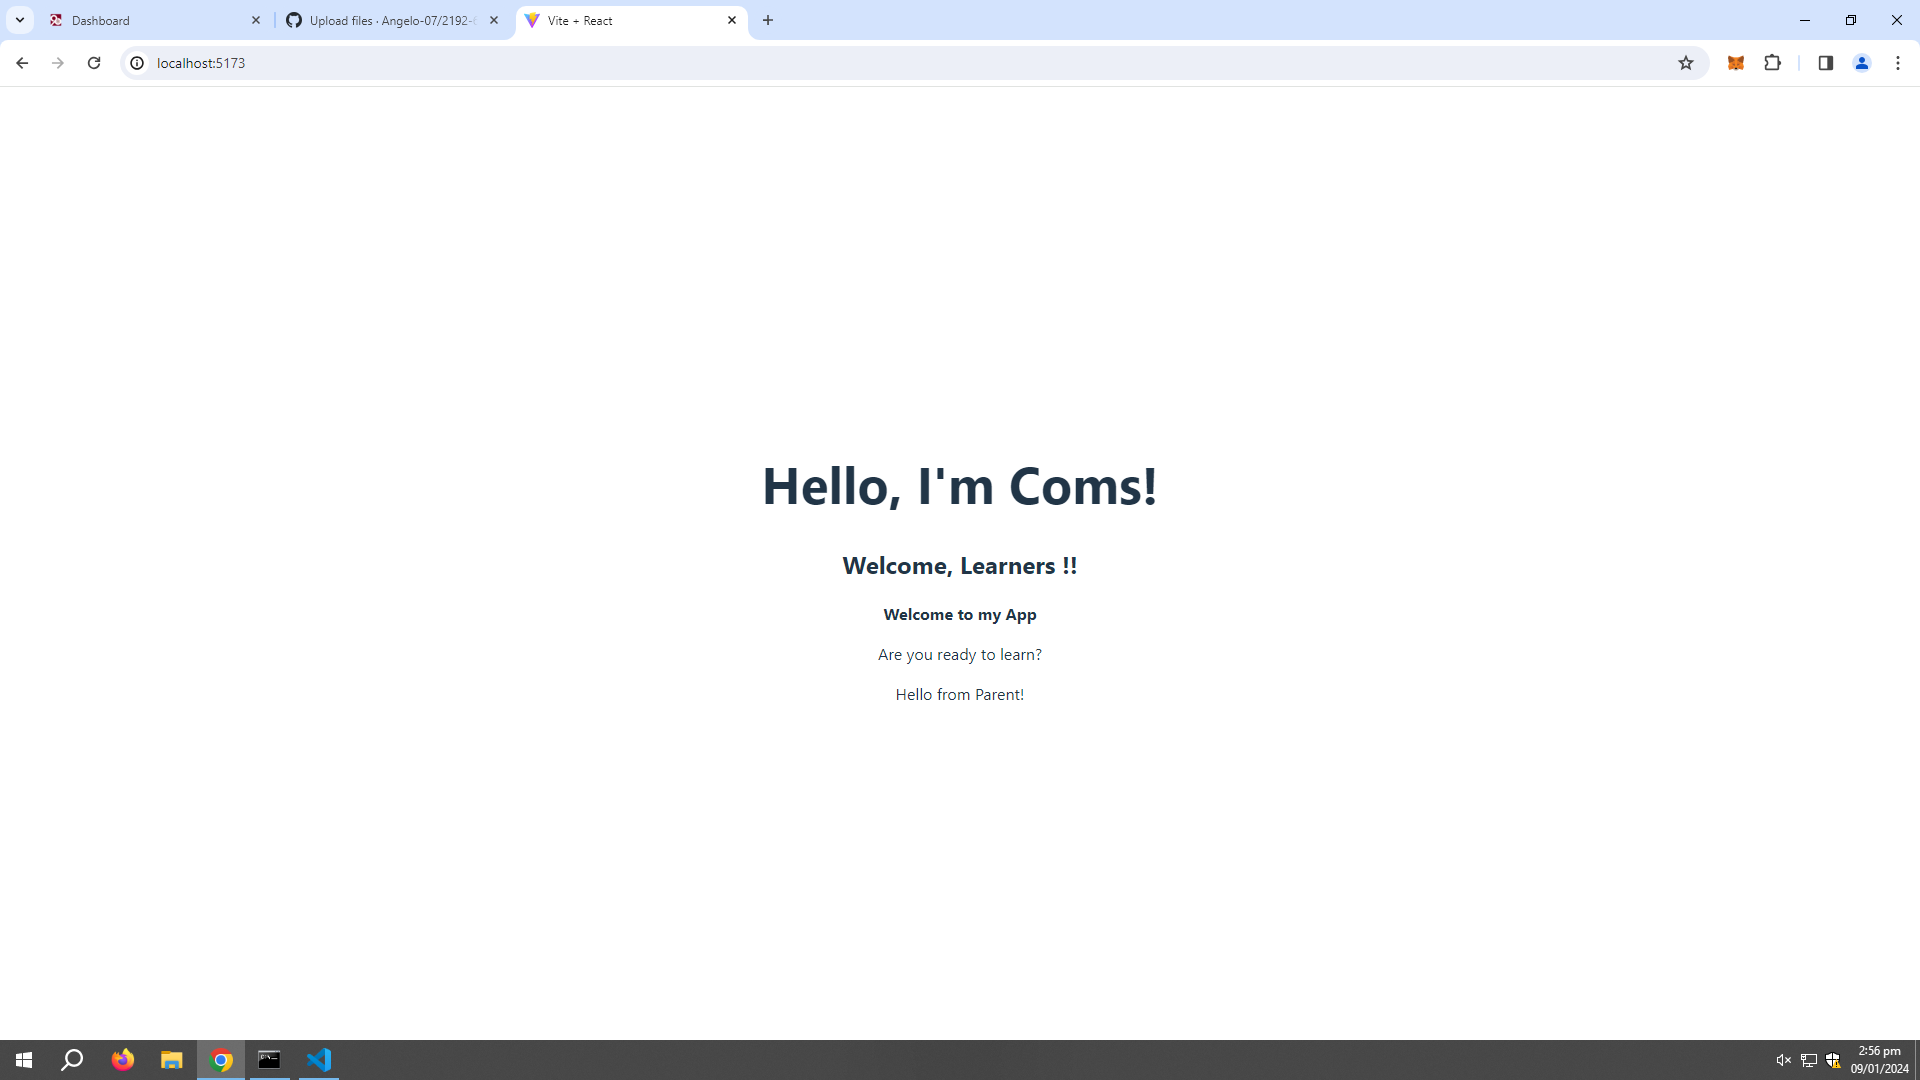 Dashboard
Upload files · Angelo-07/2192-
Vite + React
localhost:5173
Hello, I'm Coms!
Welcome, Learners !!
Welcome to my App
Are you ready to learn?
Hello from Parent!
2:56 pm
09/01/2024